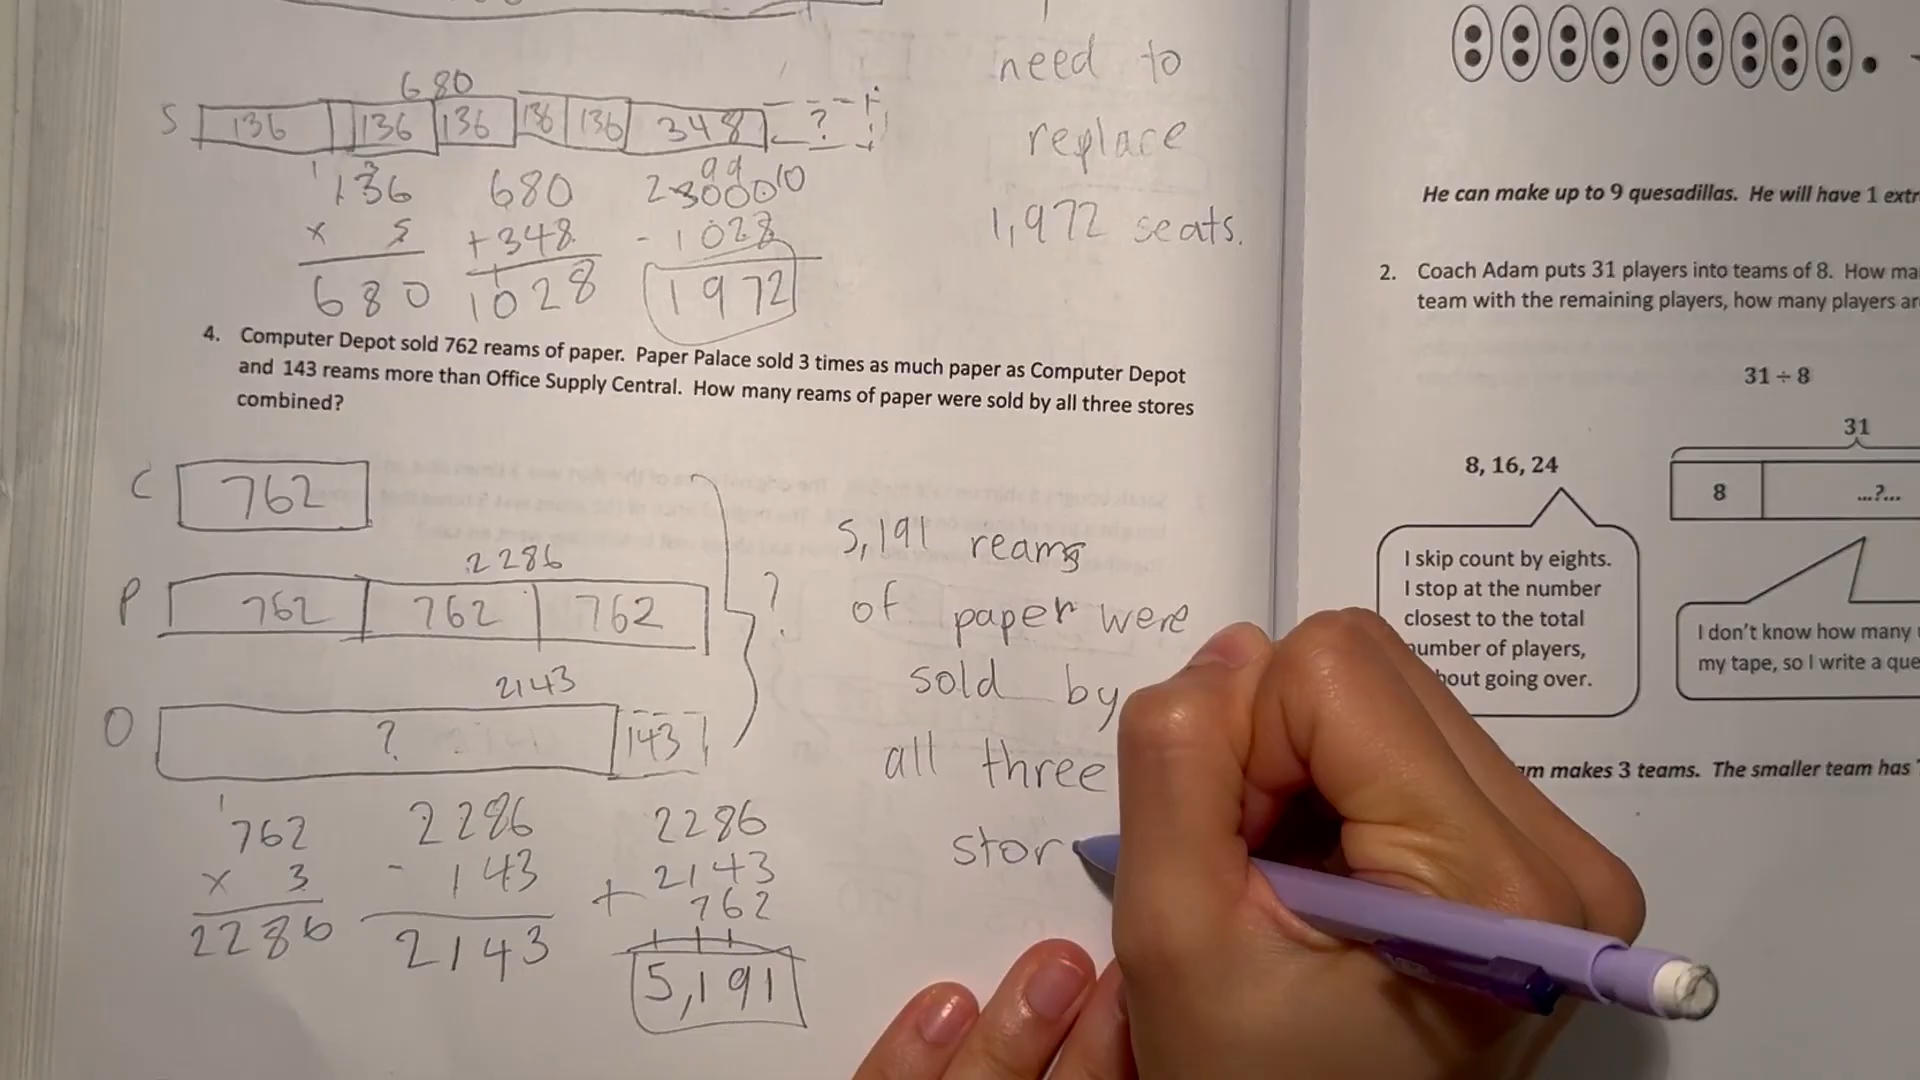 680
S 136 136 136 136 136 348 ?
need to
replace
1,972 seats.
136
x 5
680
680
+348
1028
3000
- 1028
1972
4. Computer Depot sold 762 reams of paper. Paper Palace sold 3 times as much paper as Computer Depot
and 143 reams more than Office Supply Central. How many reams of paper were sold by all three stores
combined?
C 762
2286
P 762 762 762
2143
O ? 143
?
1
762
x 3
2286
2286
- 143
2143
2286
2143
+ 762
1 1 1
5,191
5,191 reams
of paper were
sold by
all three
stor
He can make up to 9 quesadillas. He will have 1
2. Coach Adam puts 31 players into teams of 8. How
team with the remaining players, how many players
31 ÷ 8
31
8 ...?...
8, 16, 24
I skip count by eights.
I stop at the number
closest to the total
number of players,
going over.
I don't know how many
my tape, so I write a
makes 3 teams. The smaller team has